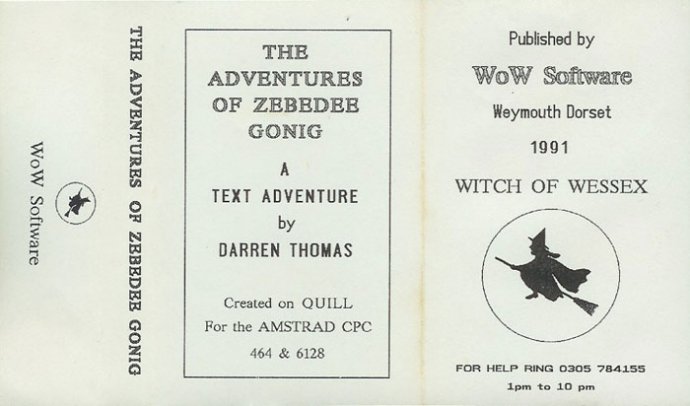 WoW Software
THE ADVENTURES OF ZEBEDEE GONIG
THE
ADVENTURES
OF ZEBEDEE
GONIG
A
TEXT ADVENTURE
by
DARREN THOMAS
Created on QUILL
For the AMSTRAD CPC
464 & 6128
Published by
WoW Software
Weymouth Dorset
1991
WITCH OF WESSEX
FOR HELP RING 0305 784155
1pm to 10 pm